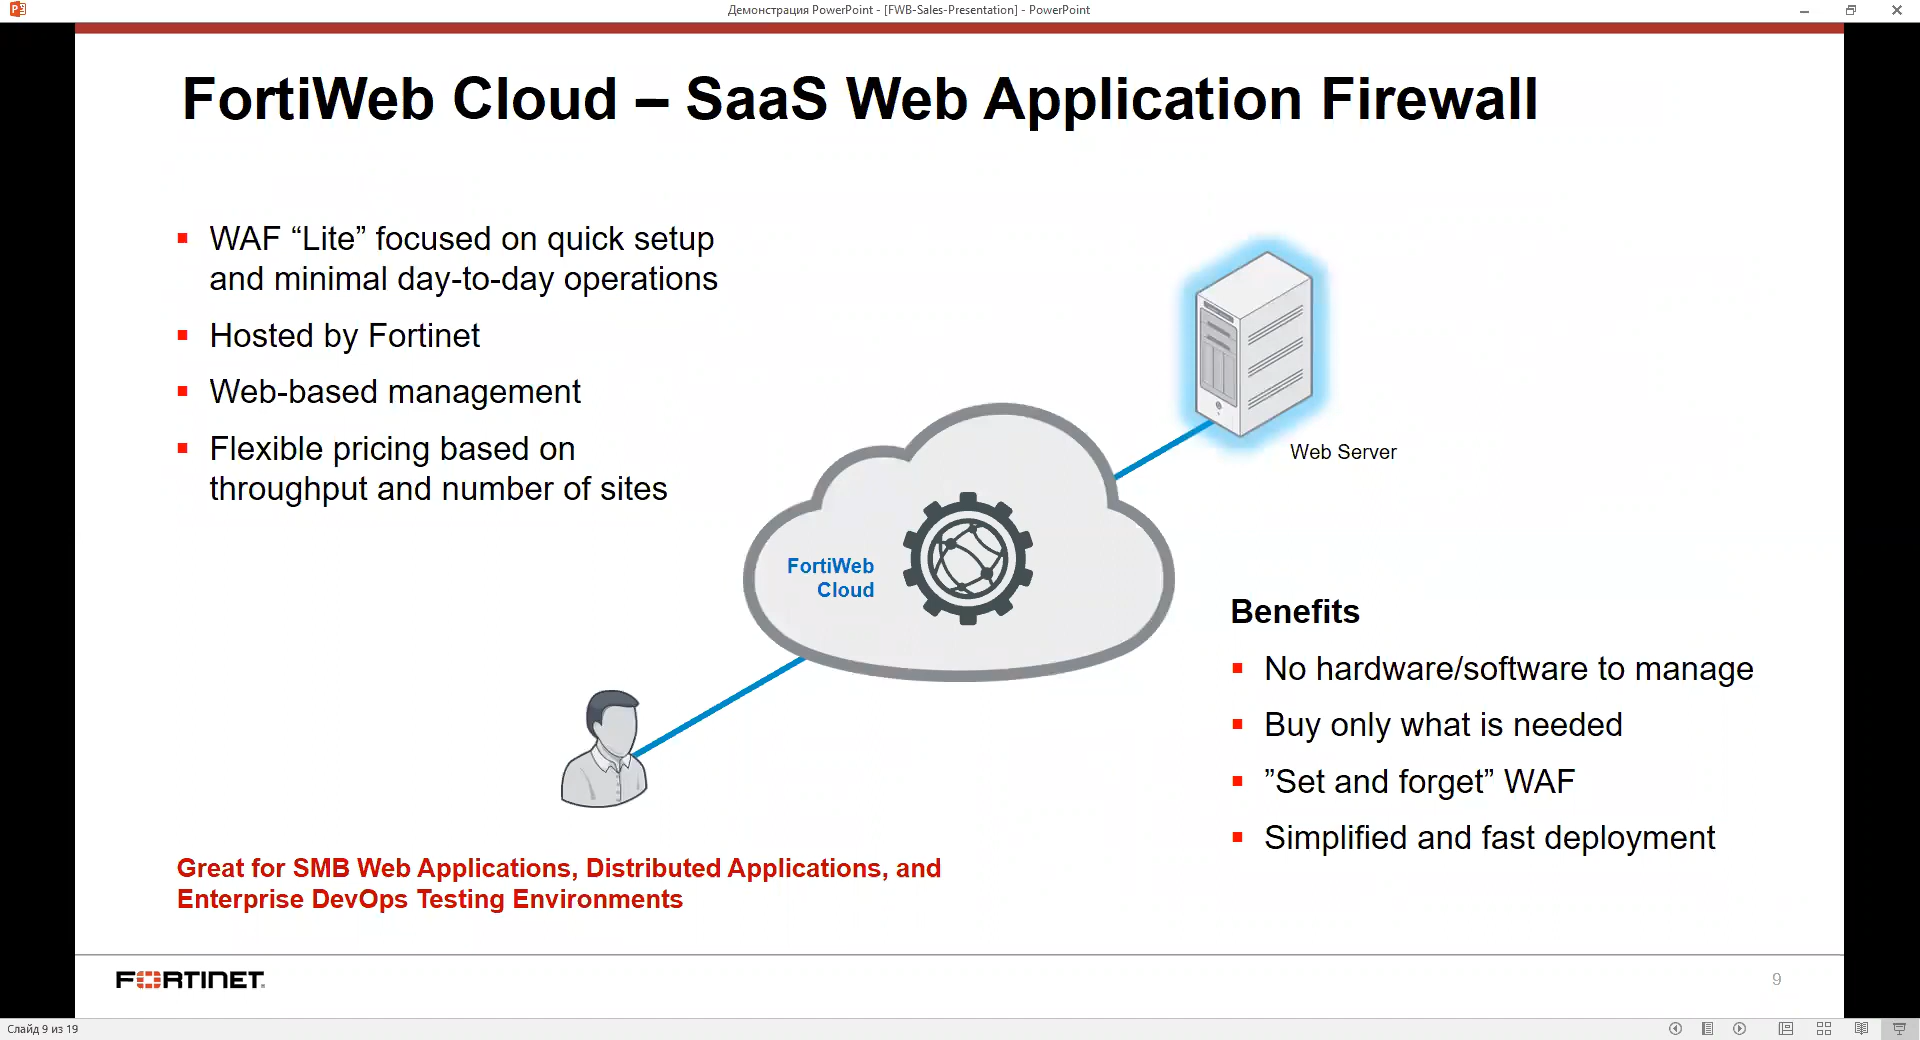 Демонстрация PowerPoint - [FWB-Sales-Presentation] - PowerPoint
FortiWeb Cloud – SaaS Web Application Firewall
WAF “Lite” focused on quick setup
and minimal day-to-day operations
Hosted by Fortinet
Web-based management
Flexible pricing based on
throughput and number of sites
Web Server
FortiWeb
Cloud
Benefits
No hardware/software to manage
Buy only what is needed
”Set and forget” WAF
Simplified and fast deployment
Great for SMB Web Applications, Distributed Applications, and
Enterprise DevOps Testing Environments
FORTINET
9
Слайд 9 из 19